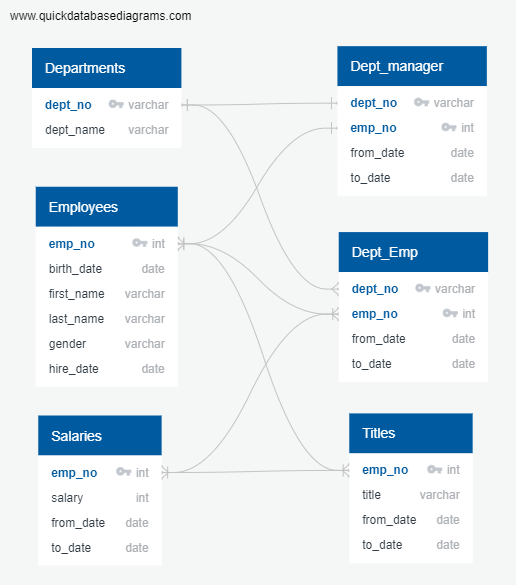 www.quickdatabasediagrams.com
Departments
dept_no varchar
dept_name varchar
Dept_manager
dept_no varchar
emp_no int
from_date date
to_date date
Employees
emp_no int
birth_date date
first_name varchar
last_name varchar
gender varchar
hire_date date
Dept_Emp
dept_no varchar
emp_no int
from_date date
to_date date
Salaries
emp_no int
salary int
from_date date
to_date date
Titles
emp_no int
title varchar
from_date date
to_date date